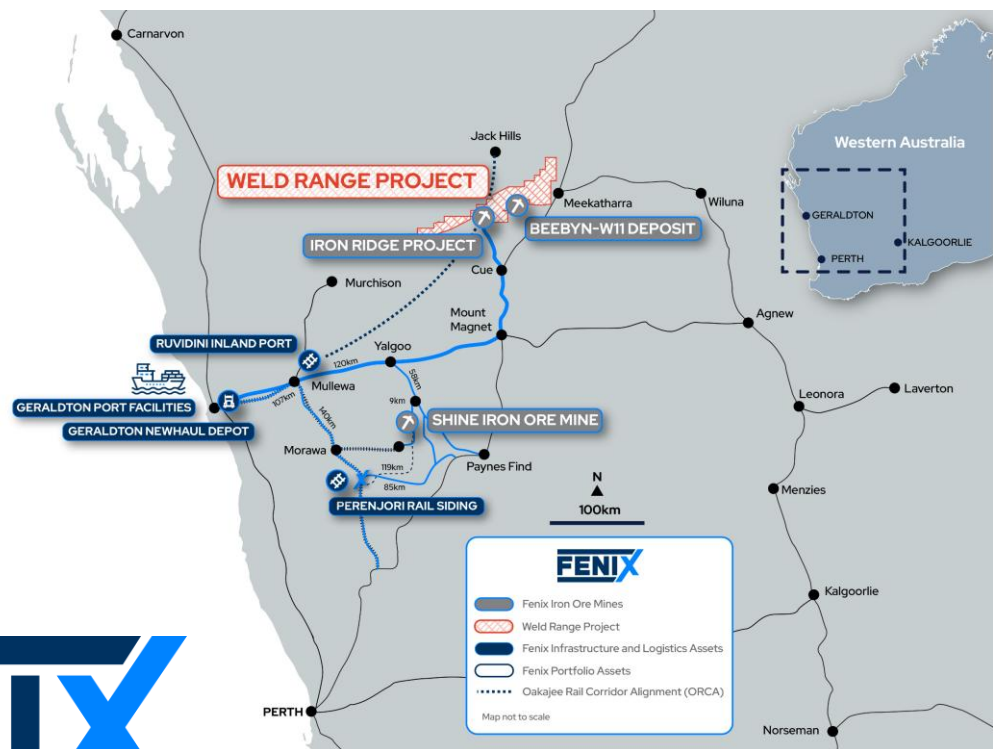 Carnarvon
Jack Hills
WELD RANGE PROJECT
Meekatharra
Wiluna
BEEBYN-W11 DEPOSIT
IRON RIDGE PROJECT
Cue
Murchison
Mount
Magnet
Agnew
RUVIDINI INLAND PORT
Yalgoo
120km
Mullewa
58km
GERALDTON PORT FACILITIES
107km
9km
Leonora
Laverton
GERALDTON NEWHAUL DEPOT
140km
SHINE IRON ORE MINE
Morawa
Paynes Find
119km
85km
PERENJORI RAIL SIDING
N
100km
Menzies
Kalgoorlie
PERTH
Norseman
Western Australia
GERALDTON
KALGOORLIE
PERTH
FENIX
Fenix Iron Ore Mines
Weld Range Project
Fenix Infrastructure and Logistics Assets
Fenix Portfolio Assets
Oakajee Rail Corridor Alignment (ORCA)
Map not to scale